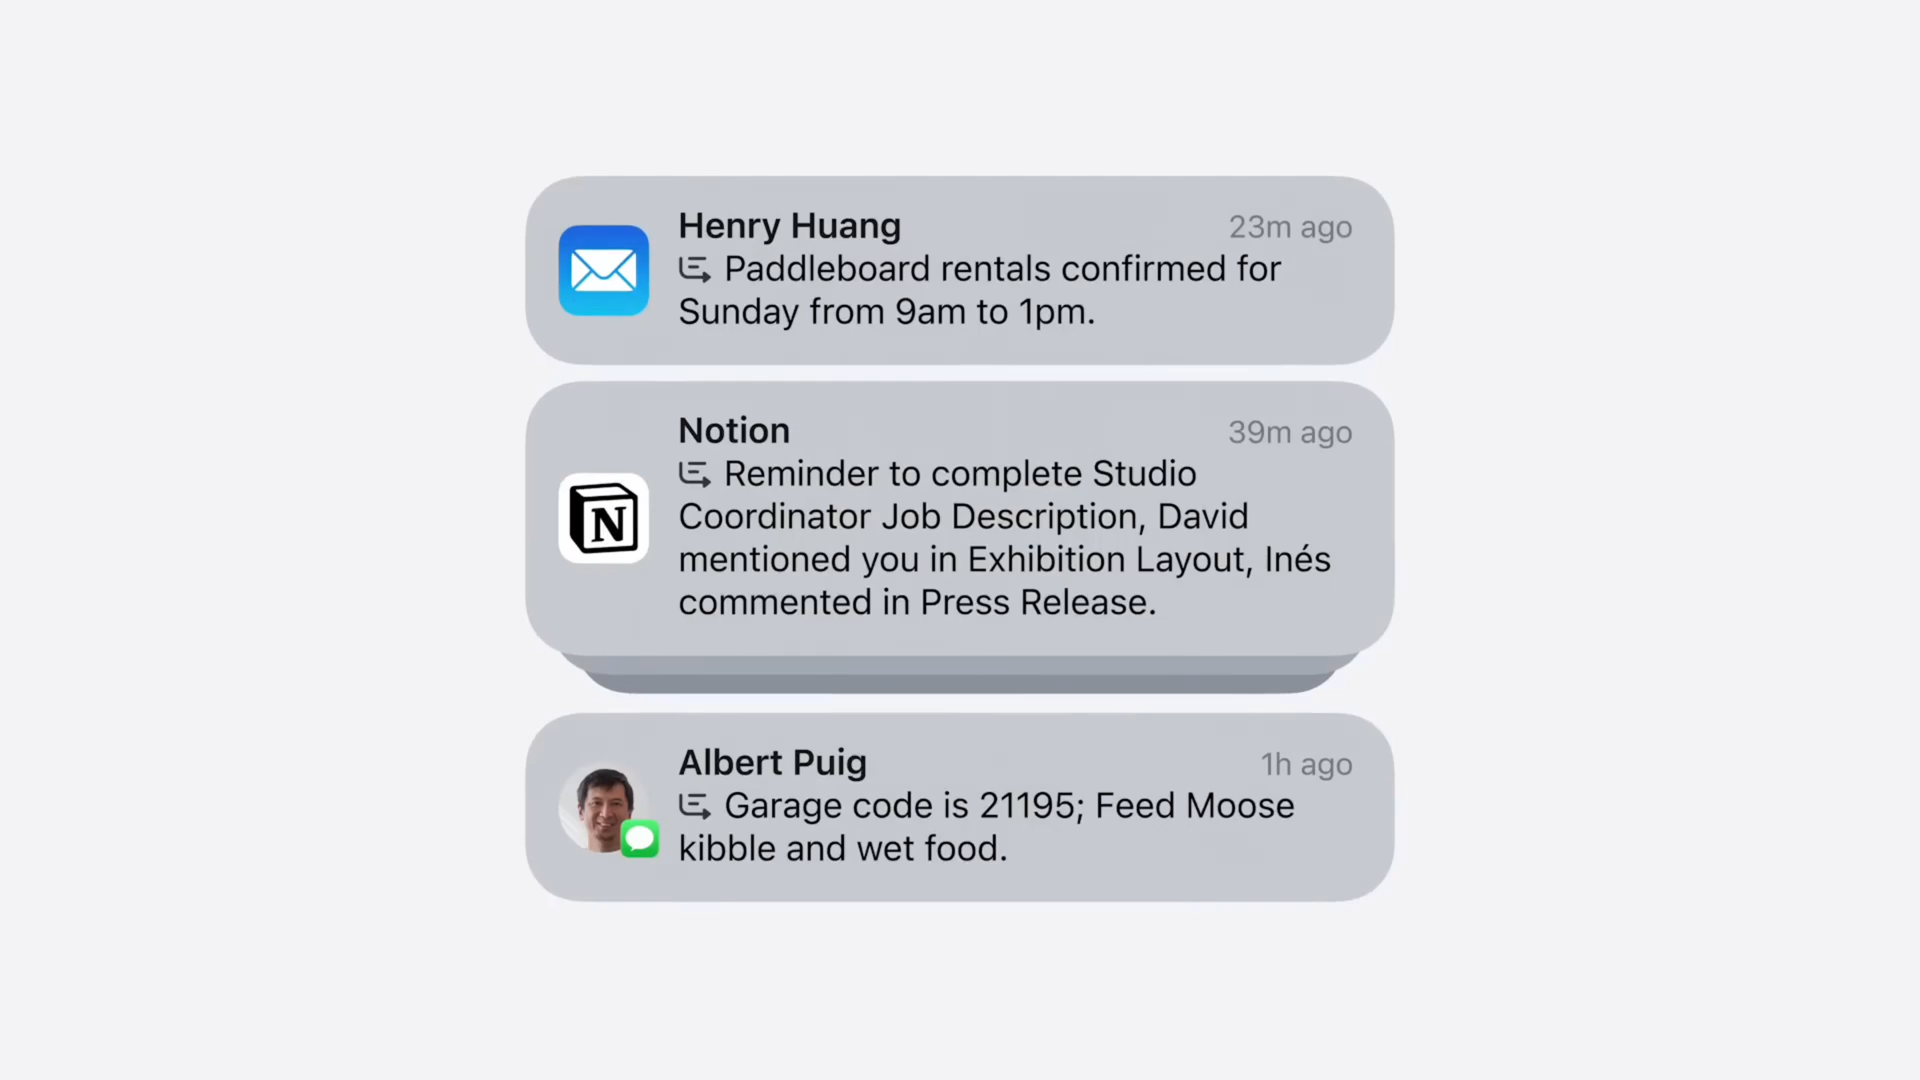 Henry Huang
23m ago
Paddleboard rentals confirmed for
Sunday from 9am to 1pm.
Notion
39m ago
N
Reminder to complete Studio
Coordinator Job Description, David
mentioned you in Exhibition Layout, Inés
commented in Press Release.
Albert Puig
1h ago
Garage code is 21195; Feed Moose
kibble and wet food.